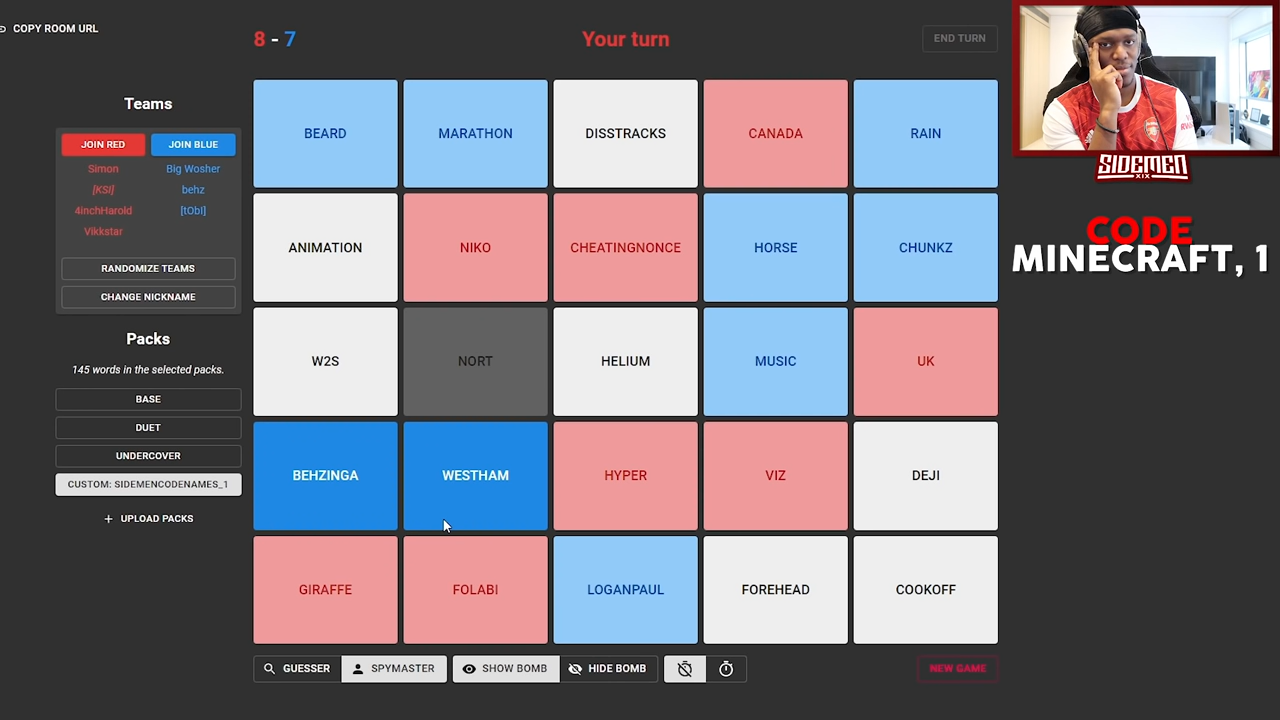 COPY ROOM URL
8 - 7
Your turn
END TURN
Teams
JOIN RED
JOIN BLUE
Simon
Big Wosher
[KSI]
behz
4inchHarold
[tObI]
Vikkstar
RANDOMIZE TEAMS
CHANGE NICKNAME
Packs
145 words in the selected packs.
BASE
DUET
UNDERCOVER
CUSTOM: SIDEMENCODENAMES_1
+ UPLOAD PACKS
BEARD
MARATHON
DISSTRACKS
CANADA
RAIN
ANIMATION
NIKO
CHEATINGNONCE
HORSE
CHUNKZ
W2S
NORT
HELIUM
MUSIC
UK
BEHZINGA
WESTHAM
HYPER
VIZ
DEJI
GIRAFFE
FOLABI
LOGANPAUL
FOREHEAD
COOKOFF
GUESSER
SPYMASTER
SHOW BOMB
HIDE BOMB
NEW GAME
SIDEMEN
XIX
CODE
MINECRAFT, 1